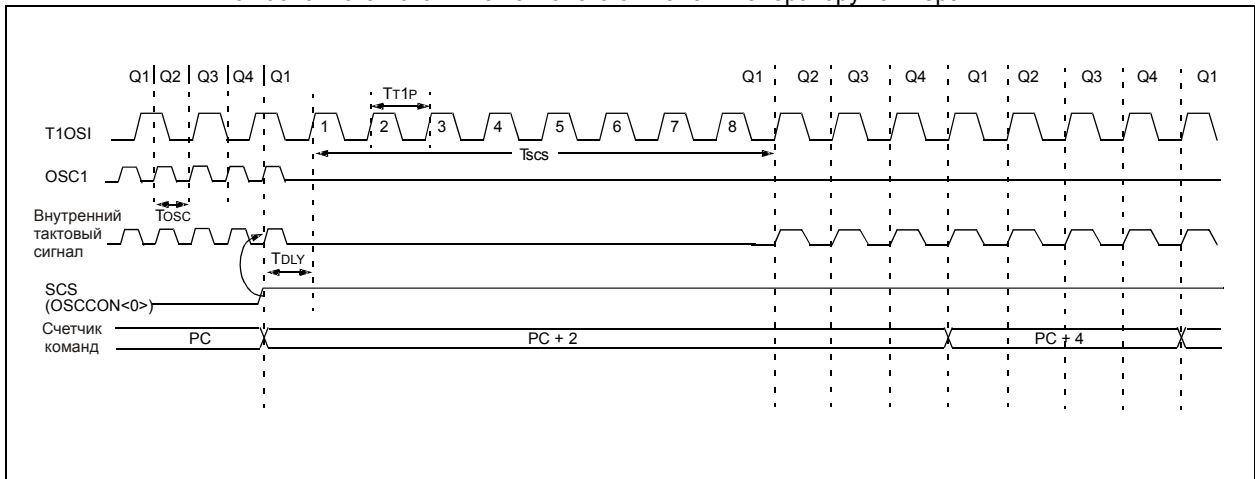 Q1 Q2 Q3 Q4 Q1 Q1 Q2 Q3 Q4 Q1 Q2 Q3 Q4 Q1
TT1P
T1OSI 1 2 3 4 5 6 7 8
Tscs
OSC1
TOSC
Внутренний
тактовый
сигнал
TDLY
SCS
(OSCCON<0>)
Счетчик
команд
PC PC + 2 PC + 4